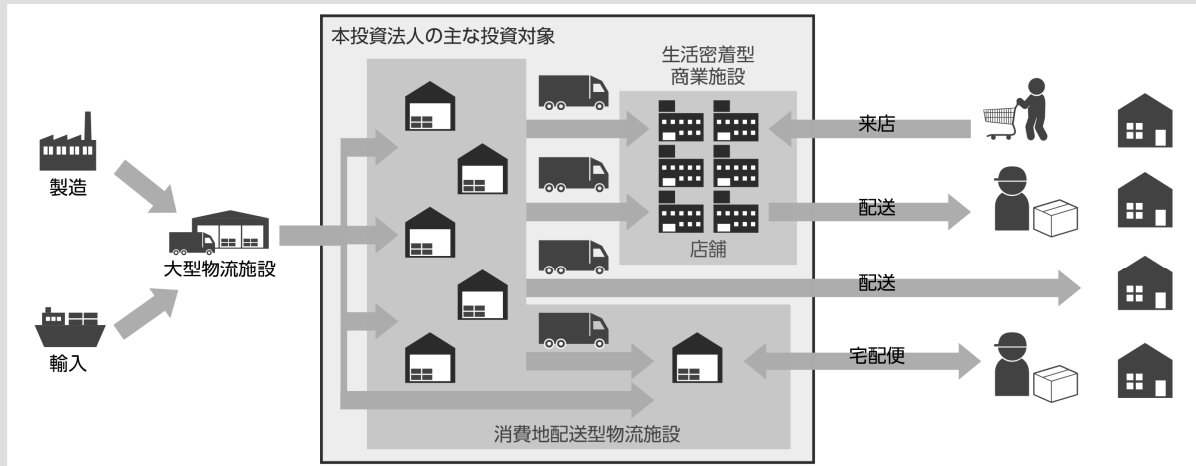 本投資法人の主な投資対象
生活密着型
商業施設
来店
製造
配送
店舗
大型物流施設
配送
輸入
宅配便
消費地配送型物流施設